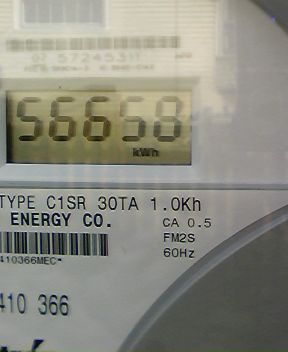 56658
kWh
TYPE C1SR 30TA 1.0Kh
ENERGY CO. CA 0.5
FM2S
60Hz
410366MEC*
410 366